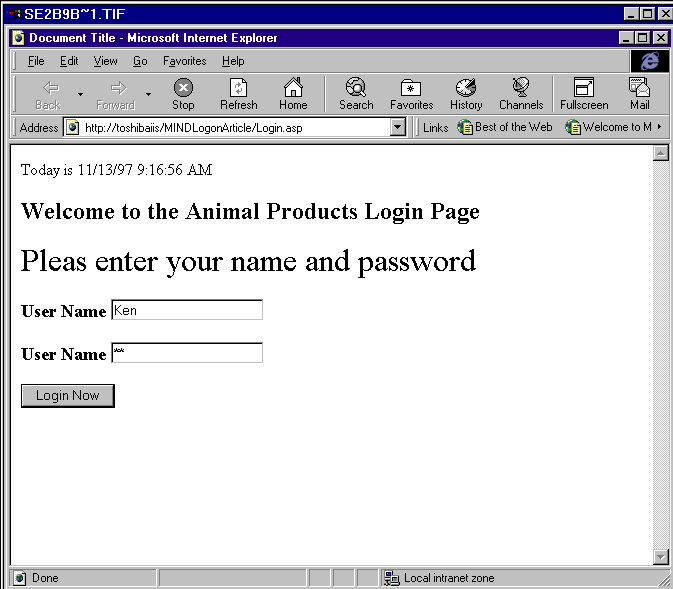 SE2B9B~1.TIF
Document Title - Microsoft Internet Explorer
File Edit View Go Favorites Help
Back Forward Stop Refresh Home Search Favorites History Channels Fullscreen Mail
Address http://toshibaiis/MINDLogonArticle/Login.asp Links Best of the Web Welcome to M
Today is 11/13/97 9:16:56 AM
Welcome to the Animal Products Login Page
Pleas enter your name and password
User Name Ken
User Name **
Login Now
Done Local intranet zone